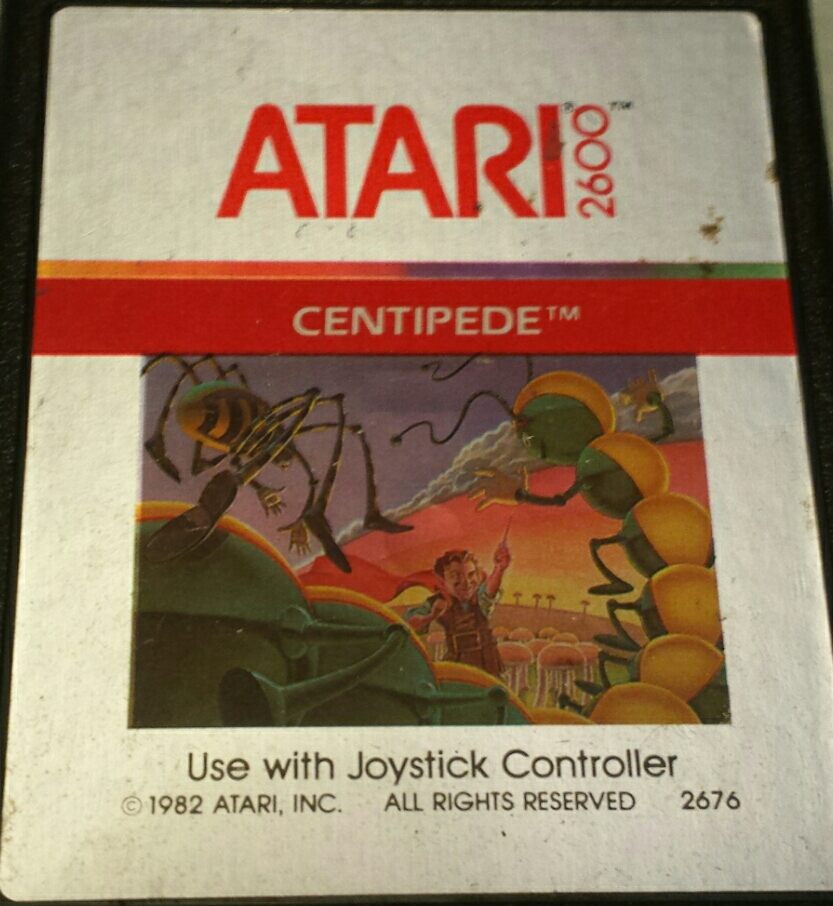 ATARI® 2600™
CENTIPEDE™
Use with Joystick Controller
© 1982 ATARI, INC. ALL RIGHTS RESERVED 2676